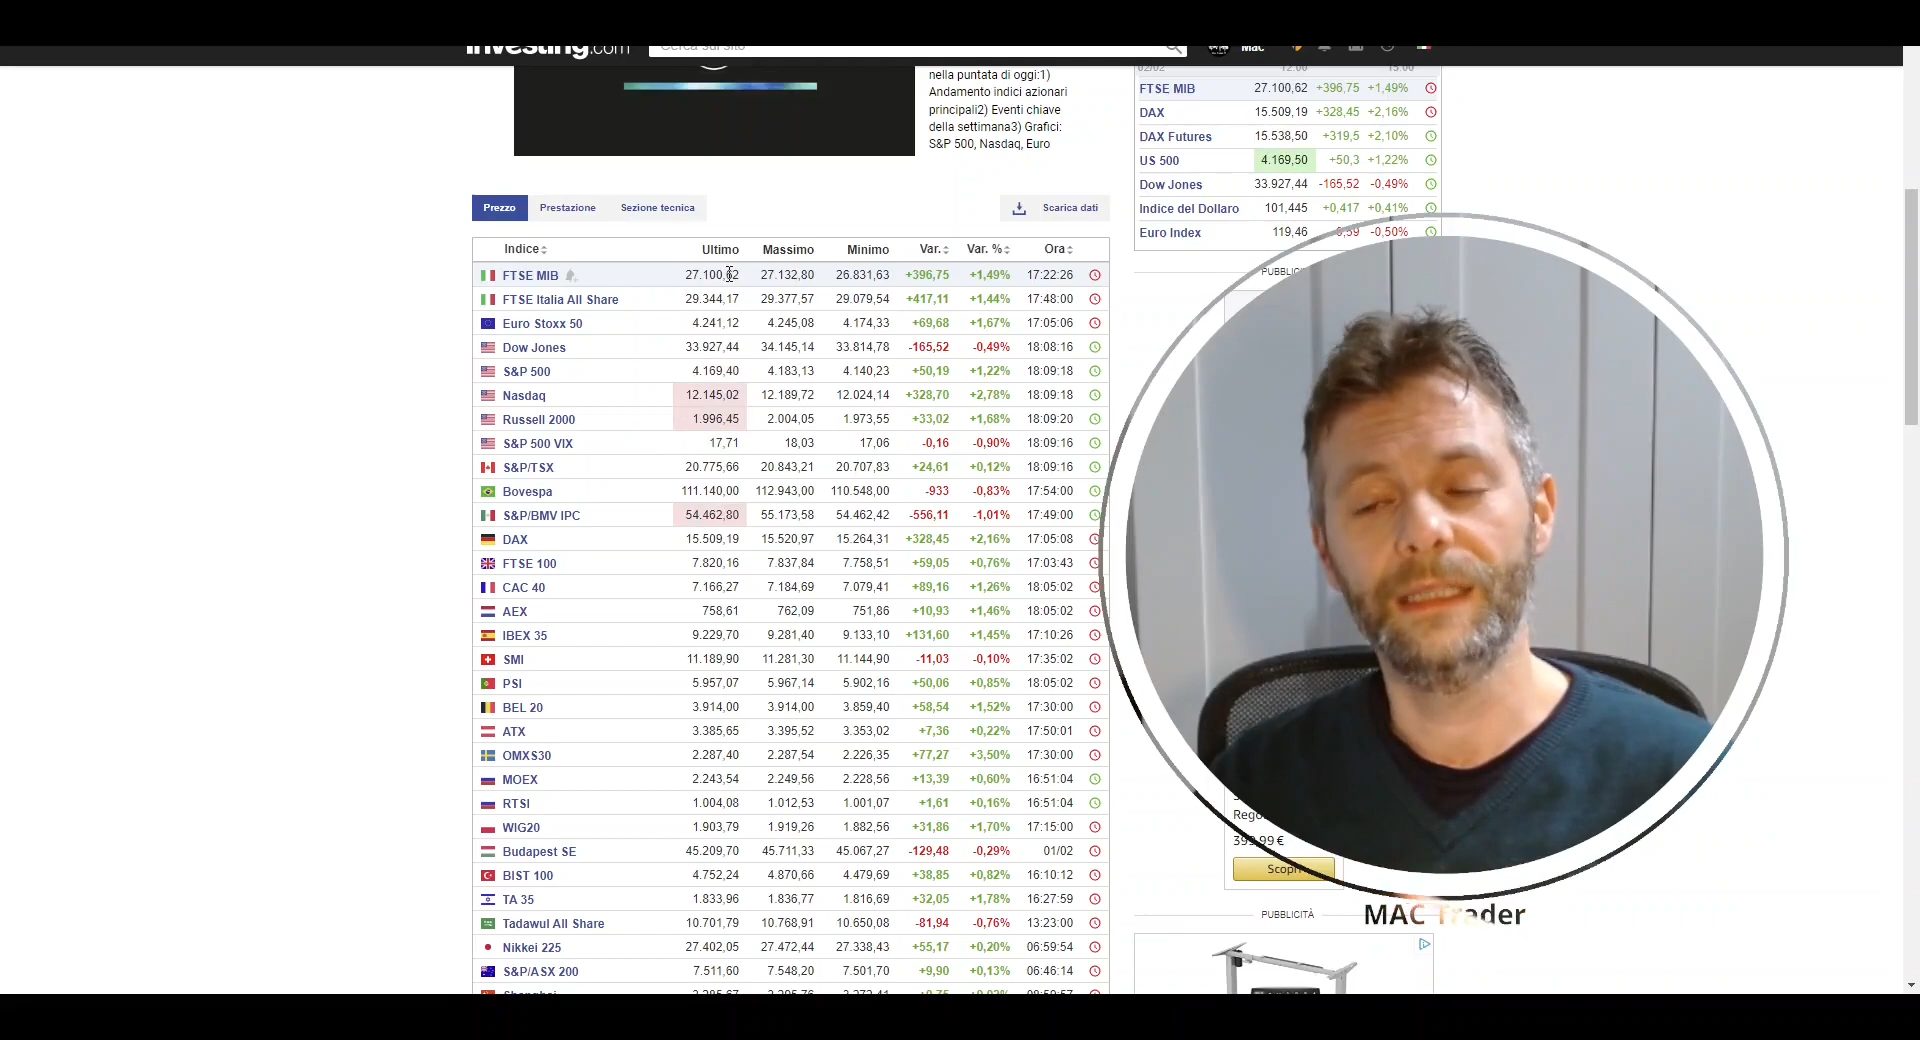 Investing.com
Cerca sul sito
Mac
nella puntata di oggi:1)
Andamento indici azionari
principali2) Eventi chiave
della settimana3) Grafici:
S&P 500, Nasdaq, Euro
02/02 12:00 15:00
FTSE MIB 27.100,62 +396,75 +1,49%
DAX 15.509,19 +328,45 +2,16%
DAX Futures 15.538,50 +319,5 +2,10%
US 500 4.169,50 +50,3 +1,22%
Dow Jones 33.927,44 -165,52 -0,49%
Indice del Dollaro 101,445 +0,417 +0,41%
Euro Index 119,46 -0,59 -0,50%
Prezzo Prestazione Sezione tecnica Scarica dati
Indice Ultimo Massimo Minimo Var. Var. % Ora
FTSE MIB 27.100,62 27.132,80 26.831,63 +396,75 +1,49% 17:22:26
FTSE Italia All Share 29.344,17 29.377,57 29.079,54 +417,11 +1,44% 17:48:00
Euro Stoxx 50 4.241,12 4.245,08 4.174,33 +69,68 +1,67% 17:05:06
Dow Jones 33.927,44 34.145,14 33.814,78 -165,52 -0,49% 18:08:16
S&P 500 4.169,40 4.183,13 4.140,23 +50,19 +1,22% 18:09:18
Nasdaq 12.145,02 12.189,72 12.024,14 +328,70 +2,78% 18:09:18
Russell 2000 1.996,45 2.004,05 1.973,55 +33,02 +1,68% 18:09:20
S&P 500 VIX 17,71 18,03 17,06 -0,16 -0,90% 18:09:16
S&P/TSX 20.775,66 20.843,21 20.707,83 +24,61 +0,12% 18:09:16
Bovespa 111.140,00 112.943,00 110.548,00 -933 -0,83% 17:54:00
S&P/BMV IPC 54.462,80 55.173,58 54.462,42 -556,11 -1,01% 17:49:00
DAX 15.509,19 15.520,97 15.264,31 +328,45 +2,16% 17:05:08
FTSE 100 7.820,16 7.837,84 7.758,51 +59,05 +0,76% 17:03:43
CAC 40 7.166,27 7.184,69 7.079,41 +89,16 +1,26% 18:05:02
AEX 758,61 762,09 751,86 +10,93 +1,46% 18:05:02
IBEX 35 9.229,70 9.281,40 9.133,10 +131,60 +1,45% 17:10:26
SMI 11.189,90 11.281,30 11.144,90 -11,03 -0,10% 17:35:02
PSI 5.957,07 5.967,14 5.902,16 +50,06 +0,85% 18:05:02
BEL 20 3.914,00 3.914,00 3.859,40 +58,54 +1,52% 17:30:00
ATX 3.385,65 3.395,52 3.353,02 +7,36 +0,22% 17:50:01
OMXS30 2.287,40 2.287,54 2.226,35 +77,27 +3,50% 17:30:00
MOEX 2.243,54 2.249,56 2.228,56 +13,39 +0,60% 16:51:04
RTSI 1.004,08 1.012,53 1.001,07 +1,61 +0,16% 16:51:04
WIG20 1.903,79 1.919,26 1.882,56 +31,86 +1,70% 17:15:00
Budapest SE 45.209,70 45.711,33 45.067,27 -129,48 -0,29% 01/02
BIST 100 4.752,24 4.870,66 4.479,69 +38,85 +0,82% 16:10:12
TA 35 1.833,96 1.836,77 1.816,69 +32,05 +1,78% 16:27:59
Tadawul All Share 10.701,79 10.768,91 10.650,08 -81,94 -0,76% 13:23:00
Nikkei 225 27.402,05 27.472,44 27.338,43 +55,17 +0,20% 06:59:54
S&P/ASX 200 7.511,60 7.548,20 7.501,70 +9,90 +0,13% 06:46:14
Shanghai
399,99 €
Scopri
PUBBLICITÀ
MAC Trader